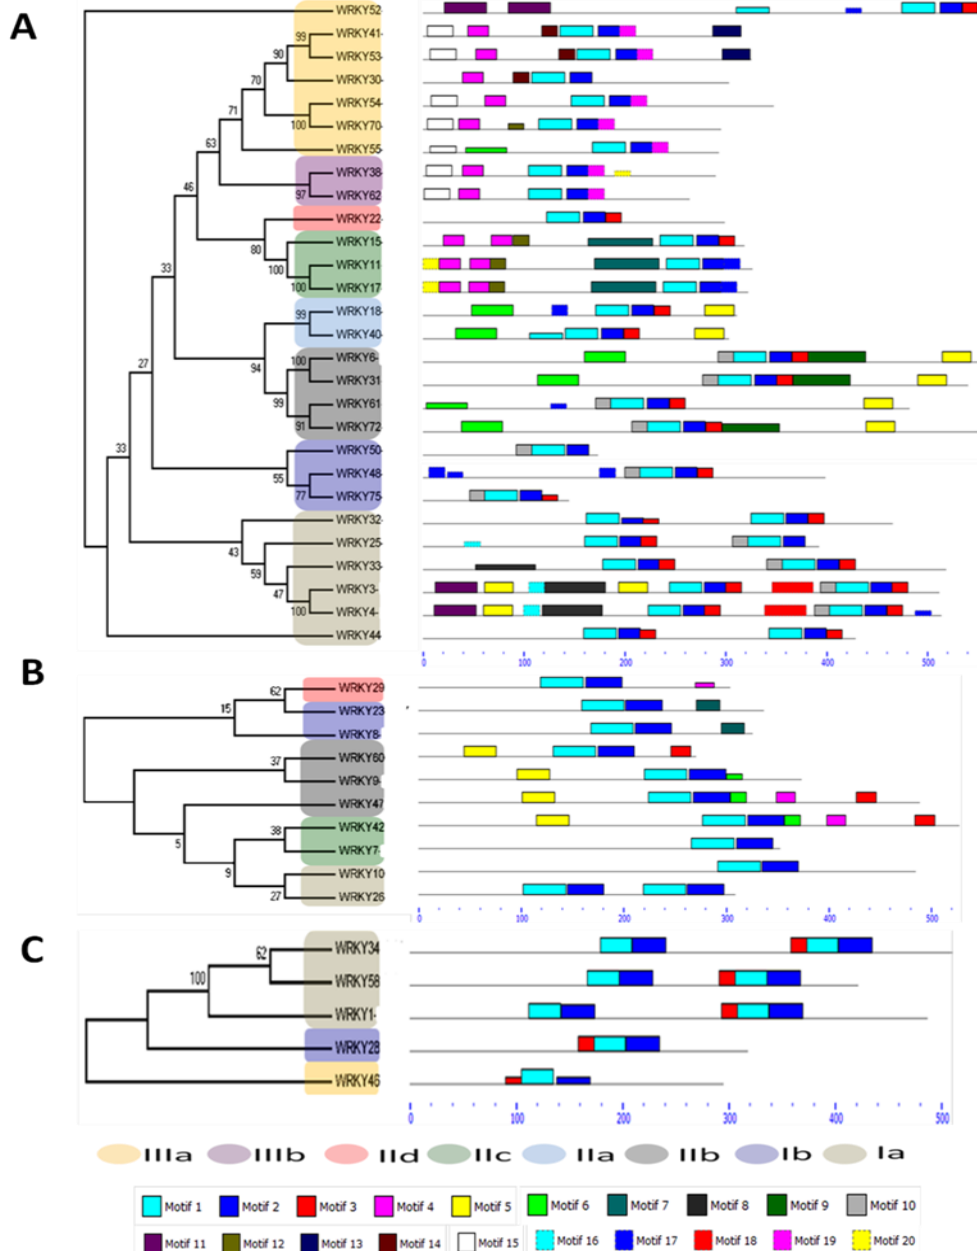 A
WRKY52
WRKY41
99
WRKY53
90
WRKY30
70
WRKY54
71
WRKY70
100
WRKY55
63
WRKY38
46
WRKY62
97
WRKY22
WRKY15
80
WRKY11
100
WRKY17
100
33
WRKY18
99
WRKY40
WRKY6
100
27
94
WRKY31
99
WRKY61
WRKY72
91
33
WRKY50
WRKY48
55
WRKY75
77
WRKY32
WRKY25
43
WRKY33
59
WRKY3
47
WRKY4
100
WRKY44
0 100 200 300 400 500
B
WRKY29
62
WRKY23
15
WRKY8
WRKY60
37
WRKY9
WRKY47
WRKY42
38
5
WRKY7
9
WRKY10
27
WRKY26
0 100 200 300 400 500
C
WRKY34
62
WRKY58
100
WRKY1
WRKY28
WRKY46
0 100 200 300 400 500
IIIa IIIb IId IIc IIa IIb Ib Ia
Motif 1 Motif 2 Motif 3 Motif 4 Motif 5 Motif 6 Motif 7 Motif 8 Motif 9 Motif 10
Motif 11 Motif 12 Motif 13 Motif 14 Motif 15 Motif 16 Motif 17 Motif 18 Motif 19 Motif 20